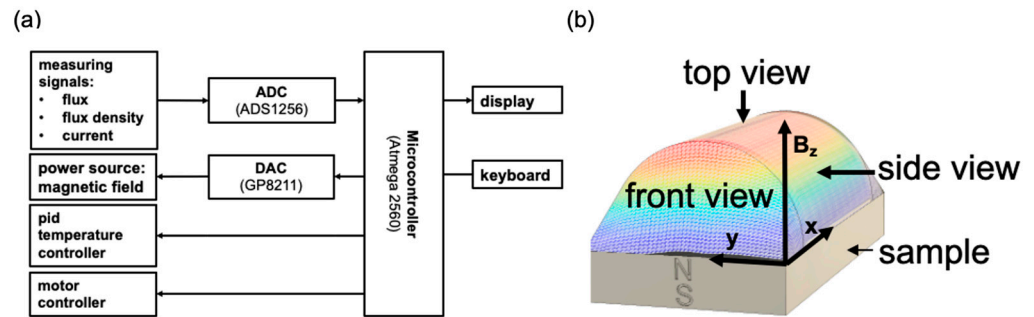 (a)
measuring
signals:
• flux
• flux density
• current
ADC
(ADS1256)
power source:
magnetic field
DAC
(GP8211)
pid
temperature
controller
motor
controller
Microcontroller
(Atmega 2560)
display
keyboard
(b)
top view
Bz
side view
front view
x
y
sample
N
S